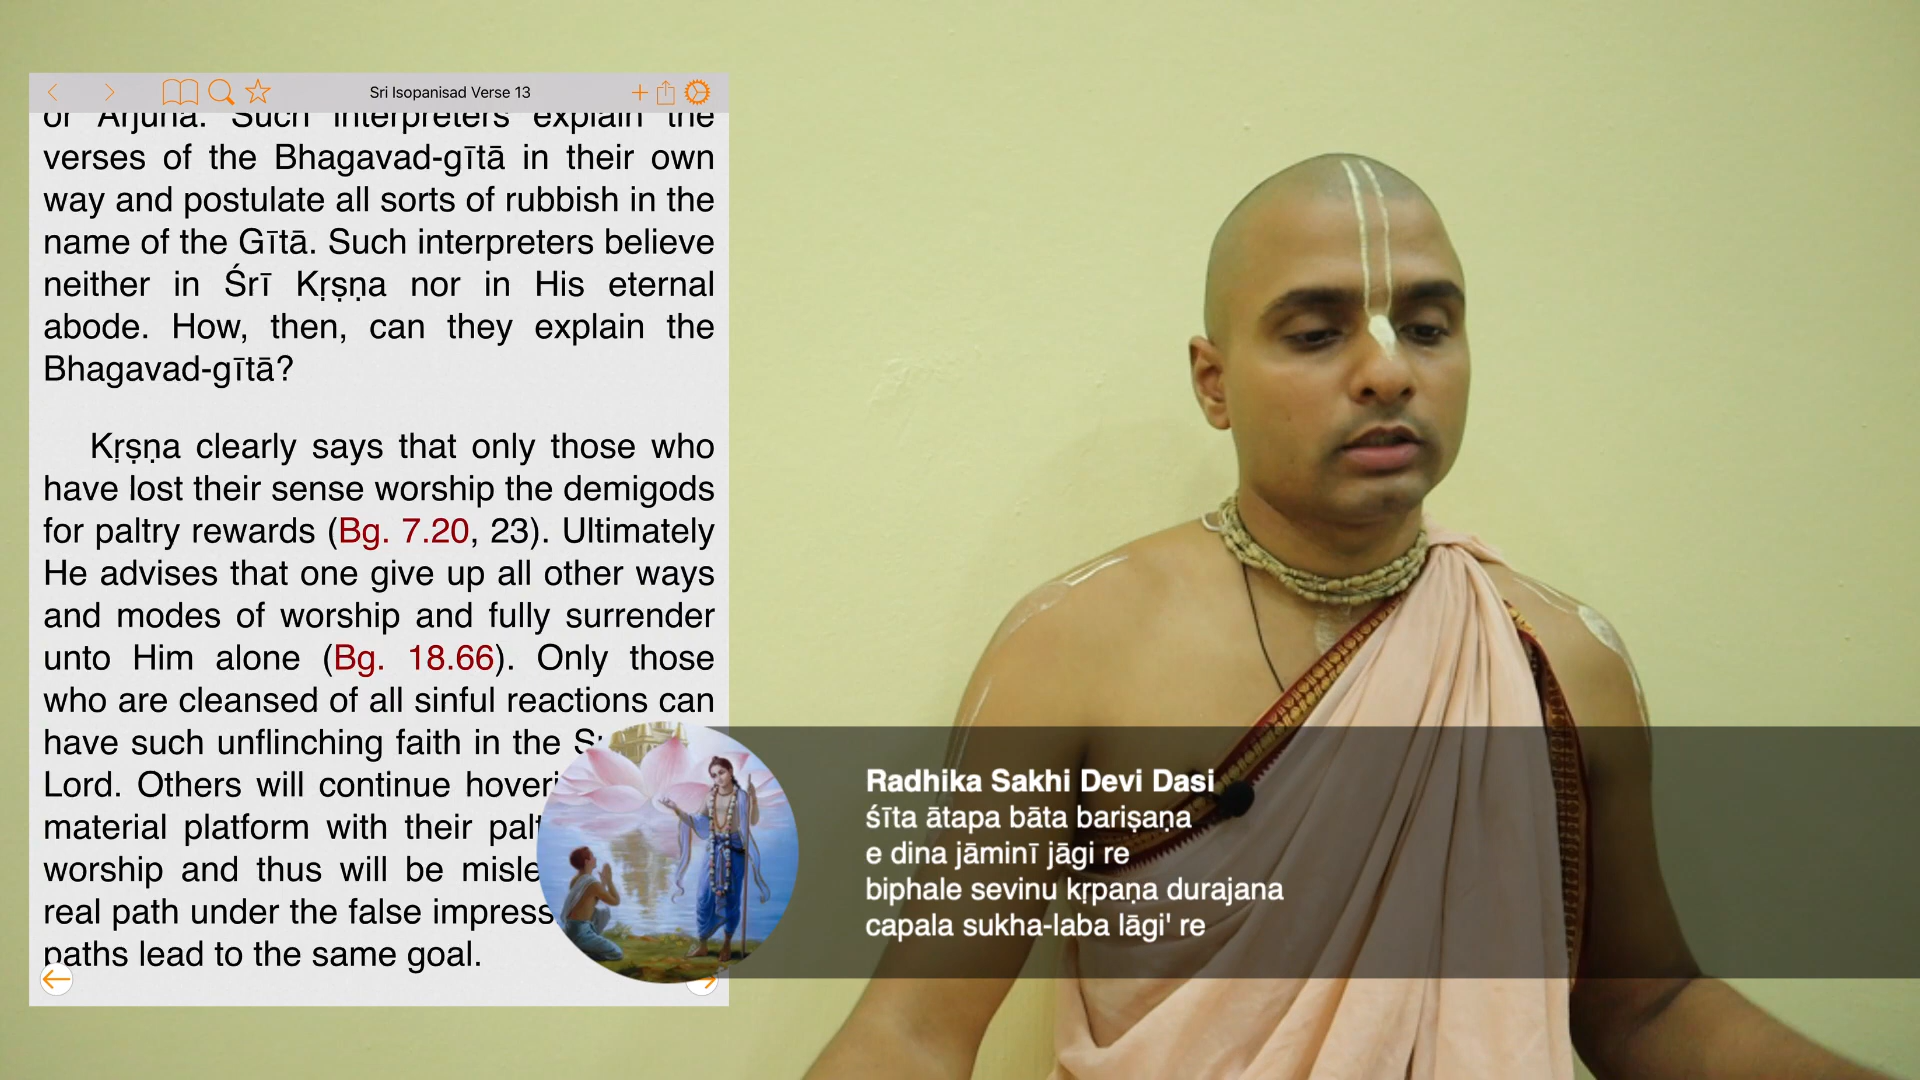 Sri Isopanisad Verse 13
or Arjuna. Such interpreters explain the
verses of the Bhagavad-gītā in their own
way and postulate all sorts of rubbish in the
name of the Gītā. Such interpreters believe
neither in Śrī Kṛṣṇa nor in His eternal
abode. How, then, can they explain the
Bhagavad-gītā?
Kṛṣṇa clearly says that only those who
have lost their sense worship the demigods
for paltry rewards (Bg. 7.20, 23). Ultimately
He advises that one give up all other ways
and modes of worship and fully surrender
unto Him alone (Bg. 18.66). Only those
who are cleansed of all sinful reactions can
have such unflinching faith in the
Lord. Others will continue
material platform with their
worship and thus will be
real path under the false
paths lead to the same goal.
Radhika Sakhi Devi Dasi
śīta ātapa bāta bariṣaṇa
e dina jāminī jāgi re
biphale sevinu kṛpaṇa durajana
capala sukha-laba lāgi' re